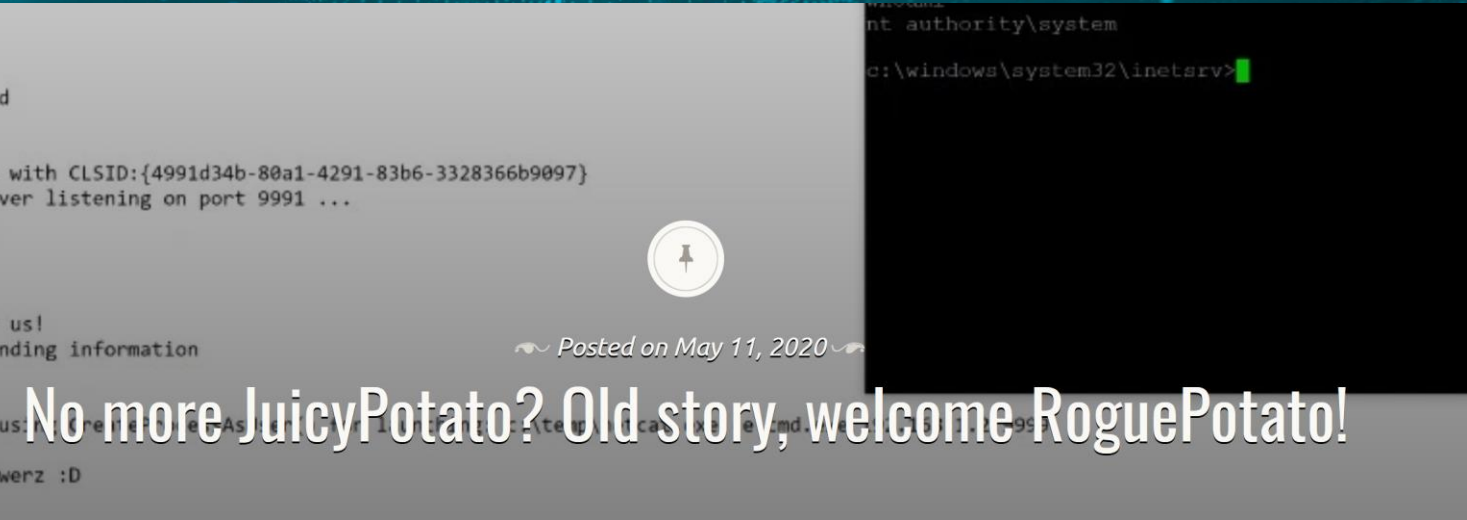 nt authority\system
c:\windows\system32\inetsrv>
d
with CLSID:{4991d34b-80a1-4291-83b6-3328366b9097}
ver listening on port 9991 ...
us!
nding information
Posted on May 11, 2020
No more JuicyPotato? Old story, welcome RoguePotato!
werz :D